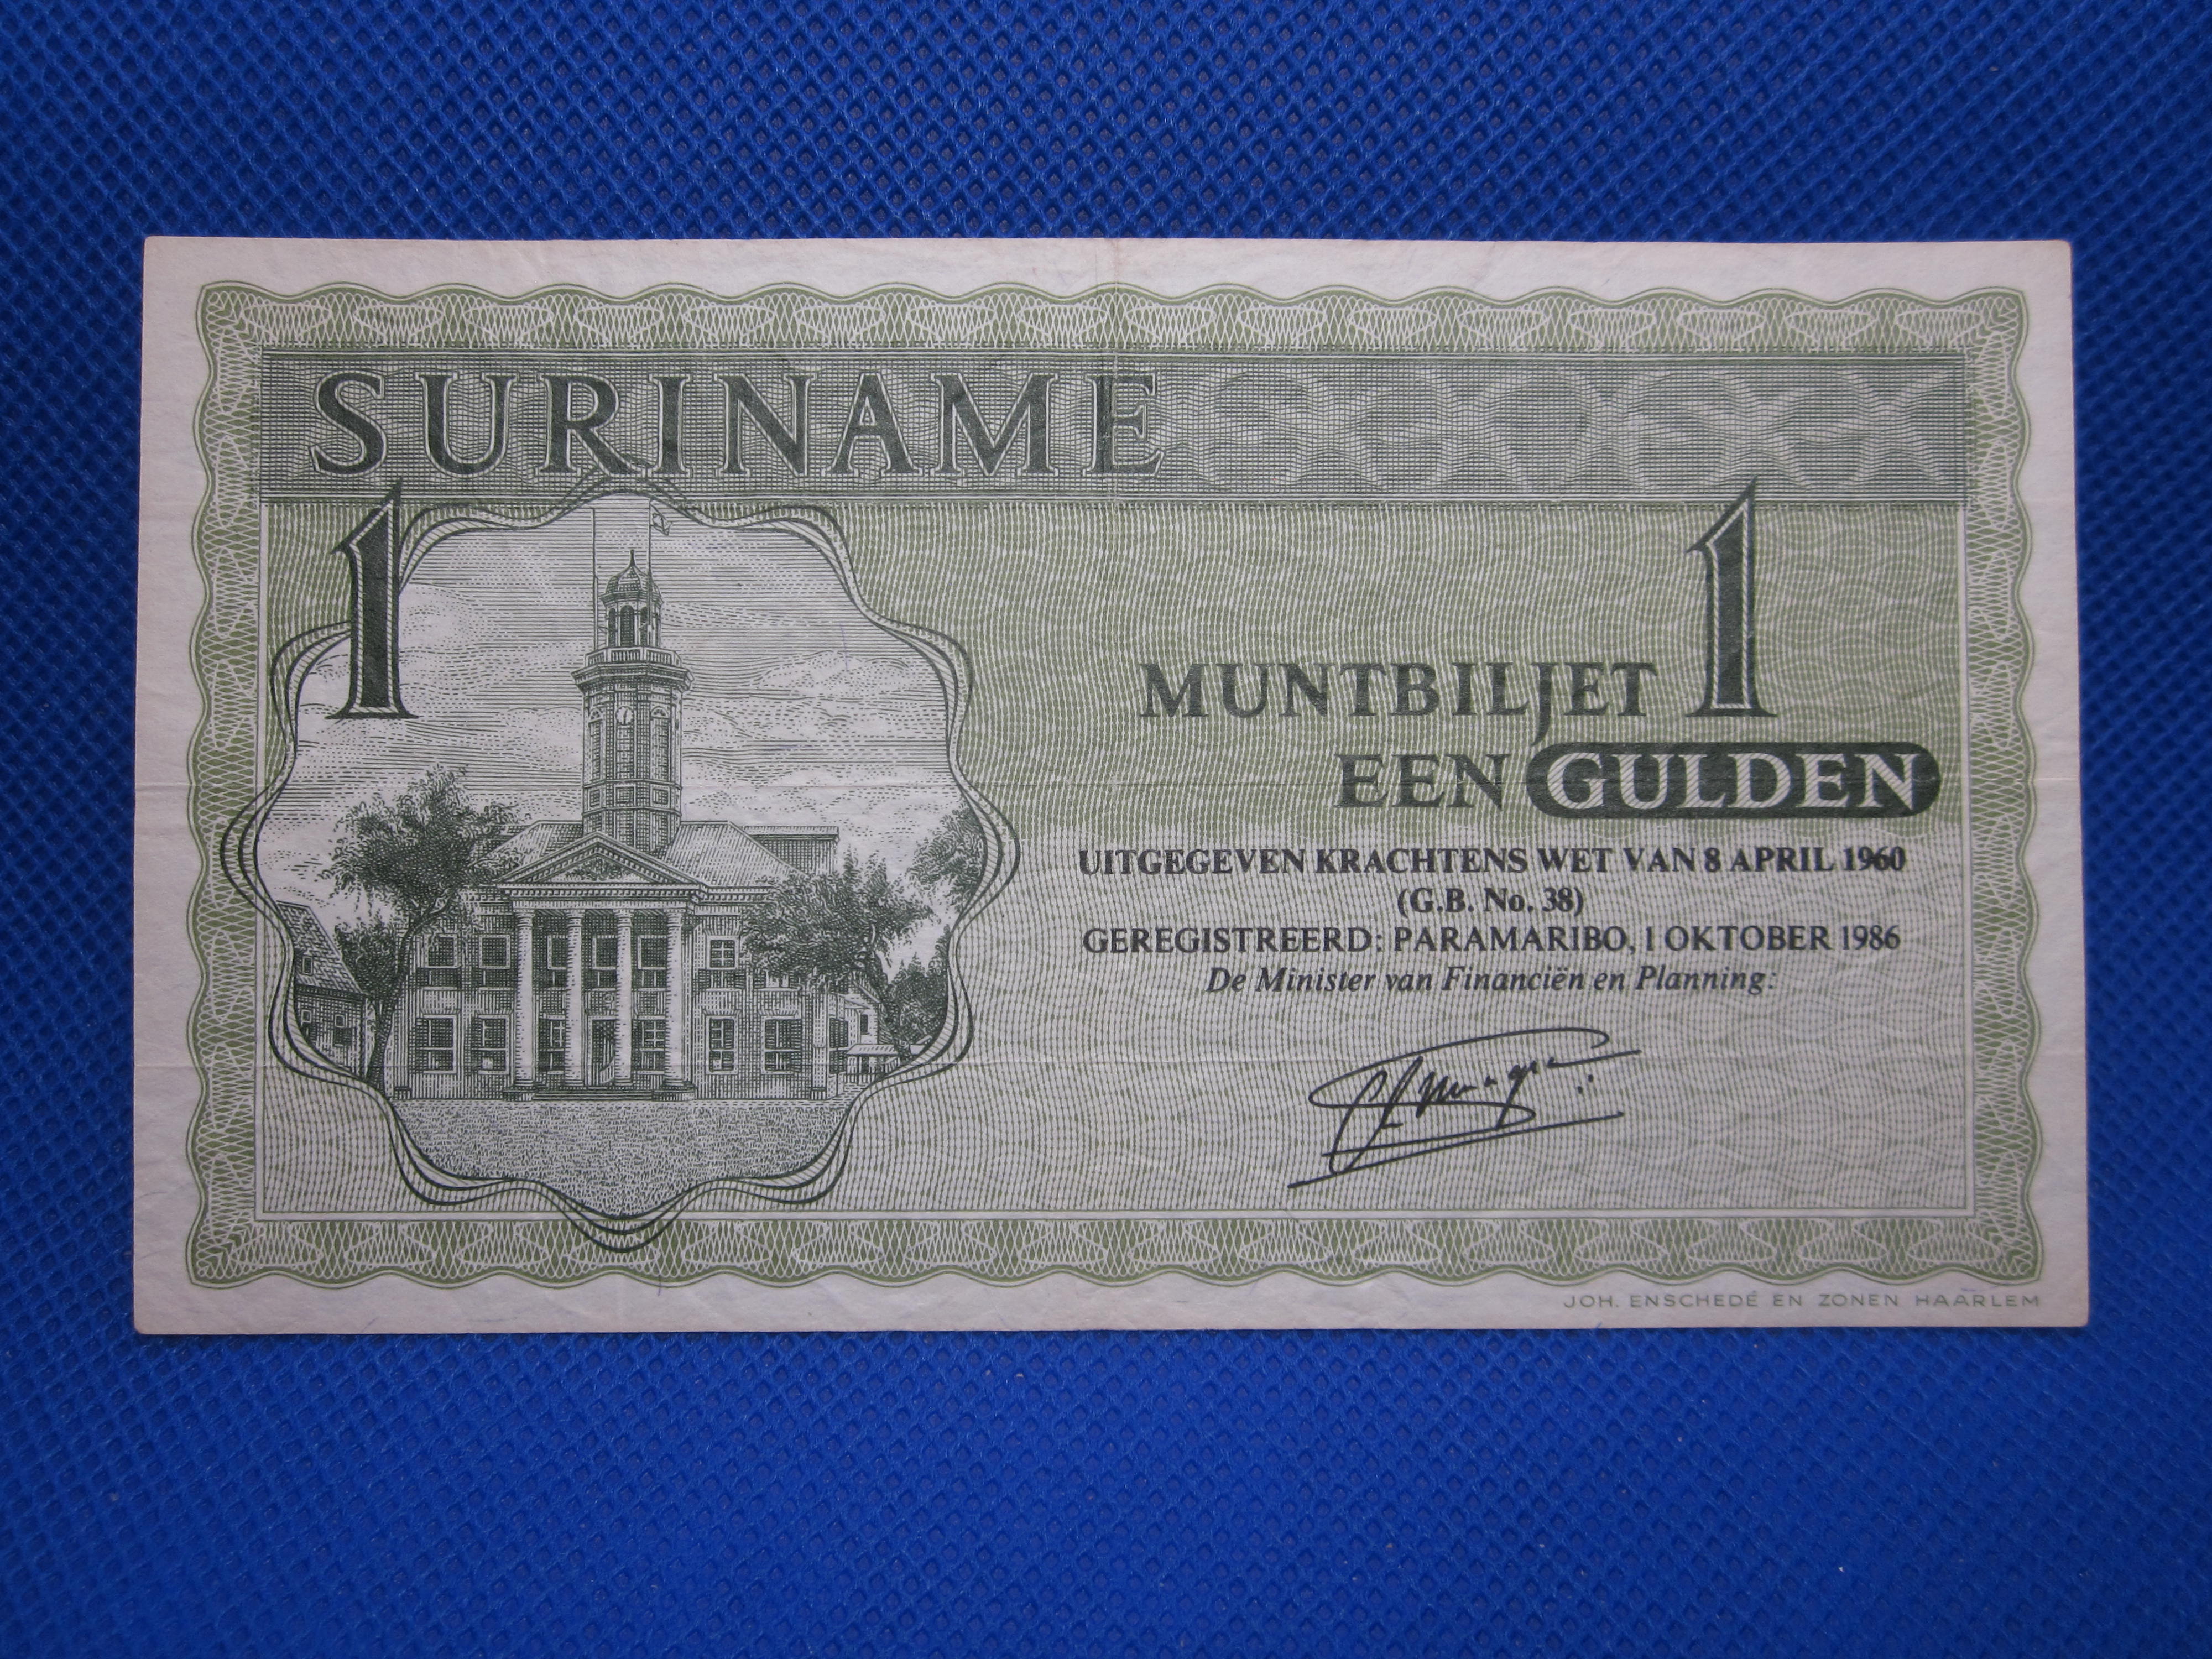 SURINAME
1
1
MUNTBILJET
EEN GULDEN
UITGEGEVEN KRACHTENS WET VAN 8 APRIL 1960
(G.B. No. 38)
GEREGISTREERD: PARAMARIBO, 1 OKTOBER 1986
De Minister van Financiën en Planning:
JOH. ENSCHEDÉ EN ZONEN HAARLEM